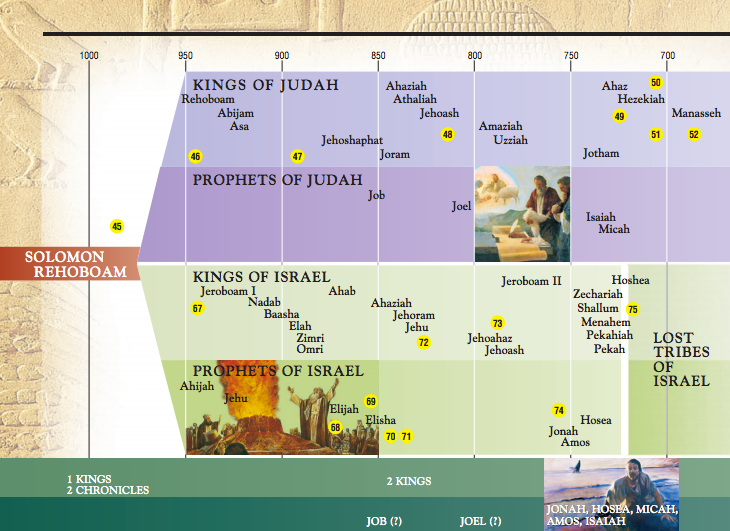 1000 950 900 850 800 750 700
KINGS OF JUDAH
Rehoboam
Abijam
Asa
46
47
Jehoshaphat
Joram
Ahaziah
Athaliah
Jehoash
48
Amaziah
Uzziah
Ahaz
50
Hezekiah
49
Manasseh
51
52
Jotham
PROPHETS OF JUDAH
Job
Joel
Isaiah
Micah
45
SOLOMON
REHOBOAM
KINGS OF ISRAEL
Jeroboam I
67
Nadab
Baasha
Elah
Zimri
Omri
Ahab
Ahaziah
Jehoram
Jehu
72
73
Jehoahaz
Jehoash
Jeroboam II
Hoshea
Zechariah
Shallum
75
Menahem
Pekahiah
Pekah
LOST
TRIBES
OF
ISRAEL
PROPHETS OF ISRAEL
Ahijah
Jehu
Elijah
69
68
Elisha
70
71
74
Hosea
Jonah
Amos
1 KINGS
2 CHRONICLES
2 KINGS
JOB (?)
JOEL (?)
JONAH, HOSEA, MICAH,
AMOS, ISAIAH